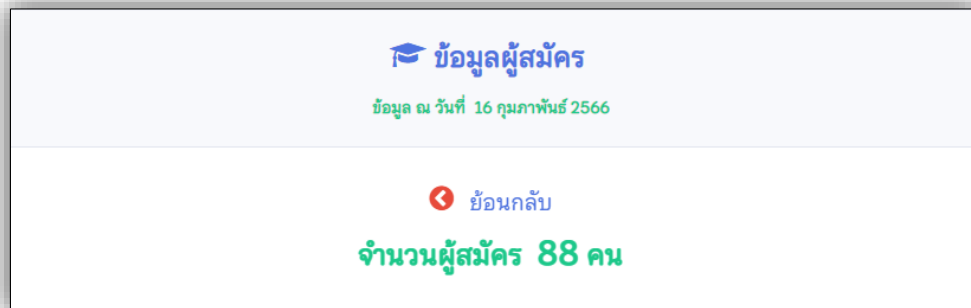 ข้อมูลผู้สมัคร
ข้อมูล ณ วันที่ 16 กุมภาพันธ์ 2566
ย้อนกลับ
จำนวนผู้สมัคร 88 คน